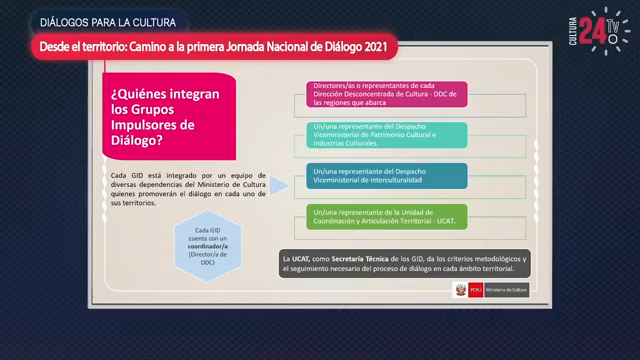 DIÁLOGOS PARA LA CULTURA
Desde el territorio: Camino a la primera Jornada Nacional de Diálogo 2021
CULTURA
24
TV
¿Quiénes integran
los Grupos
Impulsores de
Diálogo?
Cada GID está integrado por un equipo de
diversas dependencias del Ministerio de Cultura
quienes promoverán el diálogo en cada uno de
sus territorios.
Cada GID
cuenta con un
coordinador/a
(Director/a de
DDC)
Directores/as o representantes de cada
Dirección Desconcentrada de Cultura - DDC de
las regiones que abarca
Un/una representante del Despacho
Viceministerial de Patrimonio Cultural e
Industrias Culturales.
Un/una representante del Despacho
Viceministerial de Interculturalidad
Un/una representante de la Unidad de
Coordinación y Articulación Territorial - UCAT.
La UCAT, como Secretaría Técnica de los GID, da los criterios metodológicos y
el seguimiento necesario del proceso de diálogo en cada ámbito territorial.
PERÚ
Ministerio de Cultura